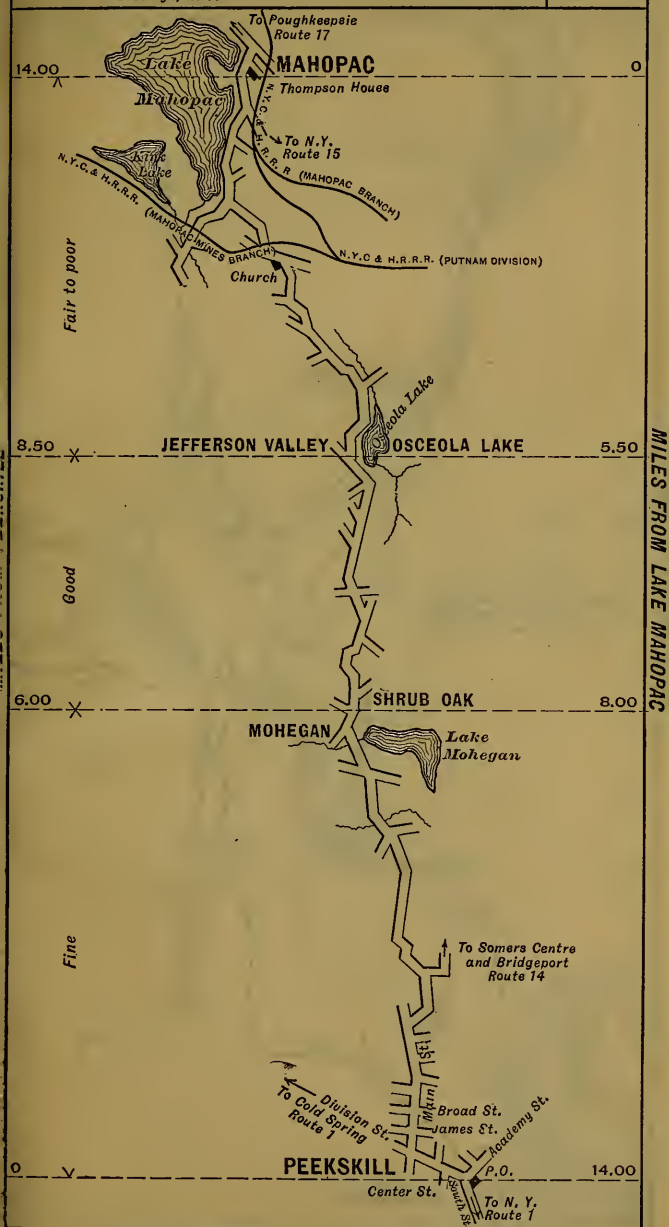 To Poughkeepsie
Route 17
14.00
Lake
Mahopac
MAHOPAC
0
Thompson House
N.Y.C. & H.R.R.R (MAHOPAC BRANCH)
To N.Y.
Route 15
Kirk
Lake
N.Y.C. & H.R.R.R. (MAHOPAC MINES BRANCH)
N.Y.C & H.R.R.R. (PUTNAM DIVISION)
Church
Fair to poor
Osceola Lake
8.50
JEFFERSON VALLEY
OSCEOLA LAKE
5.50
MILES FROM LAKE MAHOPAC
Good
6.00
SHRUB OAK
8.00
MOHEGAN
Lake
Mohegan
Fine
To Somers Centre
and Bridgeport
Route 14
Main St.
Division St.
To Cold Spring
Route 1
Broad St.
James St.
Academy St.
0
PEEKSKILL
P.O.
14.00
Center St.
South St.
To N.Y.
Route 1